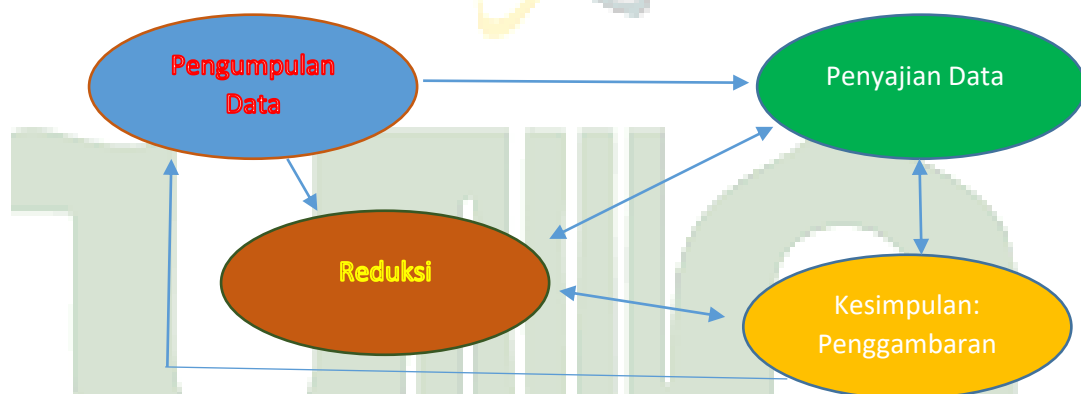 Pengumpulan
Data
Penyajian Data
Reduksi
Kesimpulan:
Penggambaran